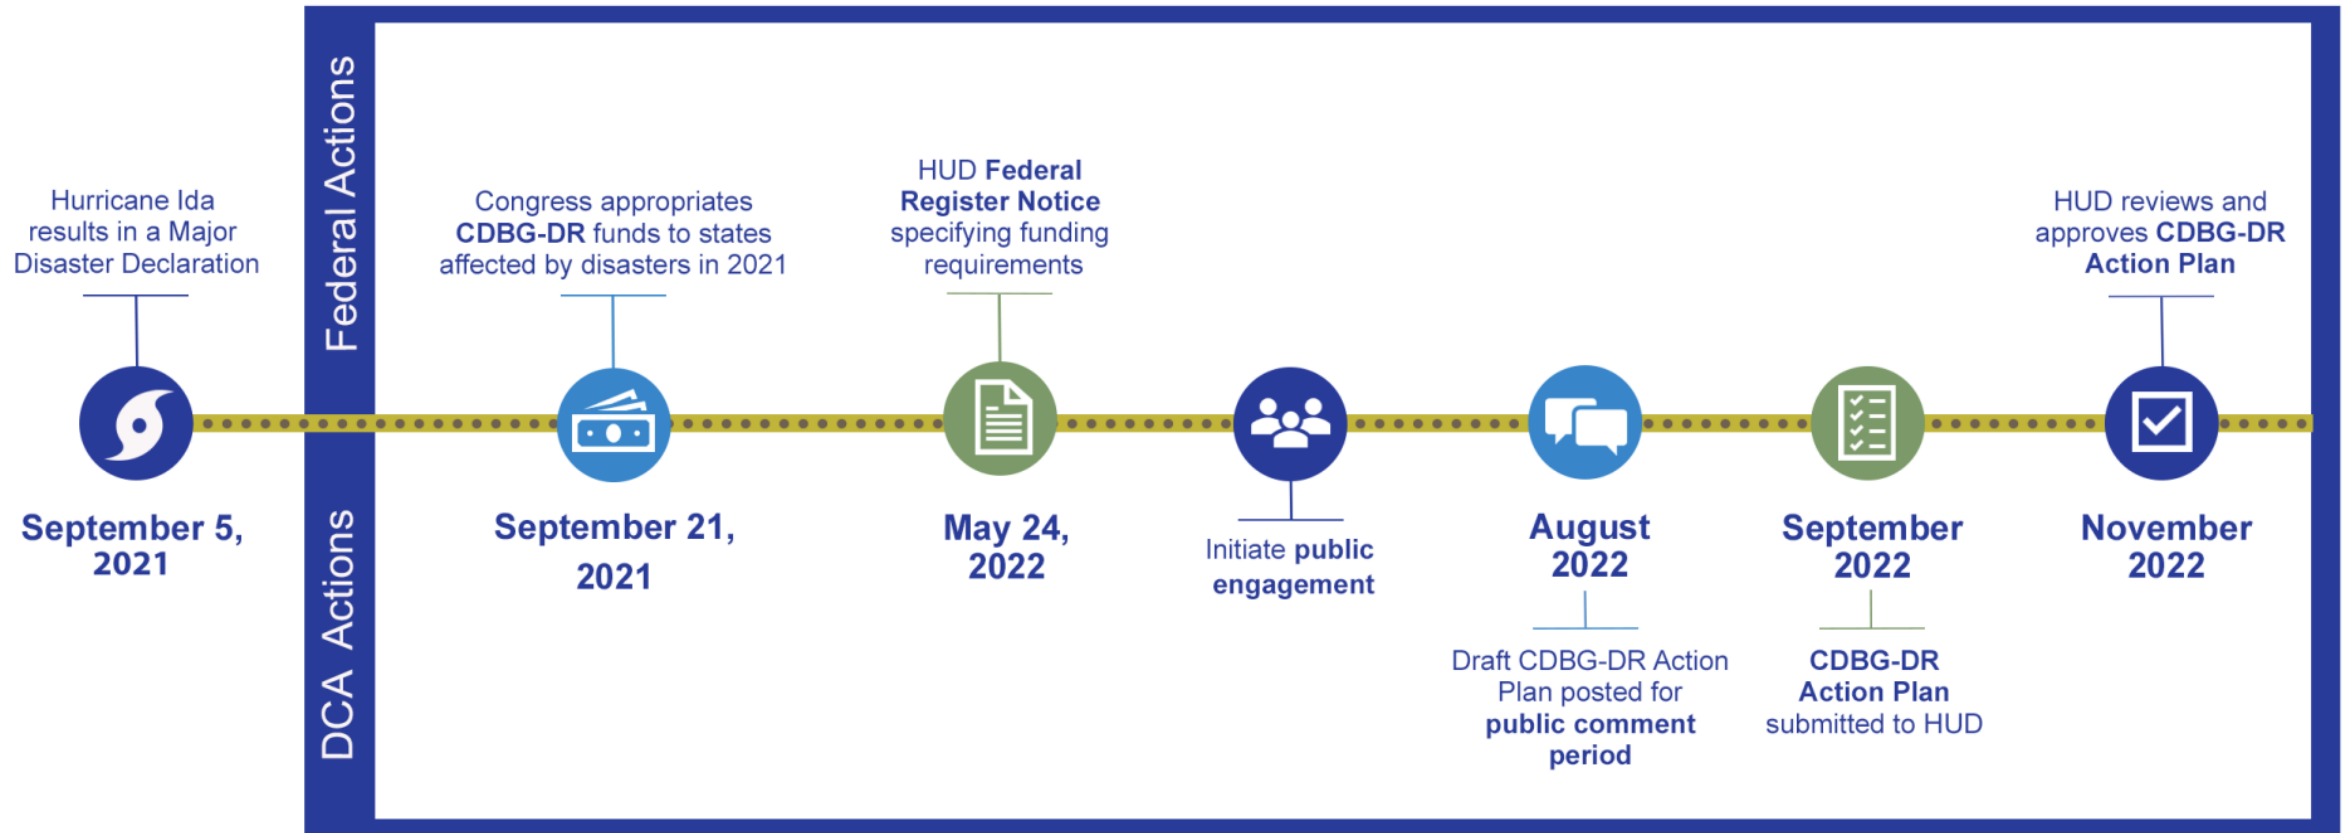 Federal Actions
DCA Actions
Hurricane Ida
results in a Major
Disaster Declaration
September 5,
2021
Congress appropriates
CDBG-DR funds to states
affected by disasters in 2021
September 21,
2021
HUD Federal
Register Notice
specifying funding
requirements
May 24,
2022
Initiate public
engagement
August
2022
Draft CDBG-DR Action
Plan posted for
public comment
period
September
2022
CDBG-DR
Action Plan
submitted to HUD
HUD reviews and
approves CDBG-DR
Action Plan
November
2022